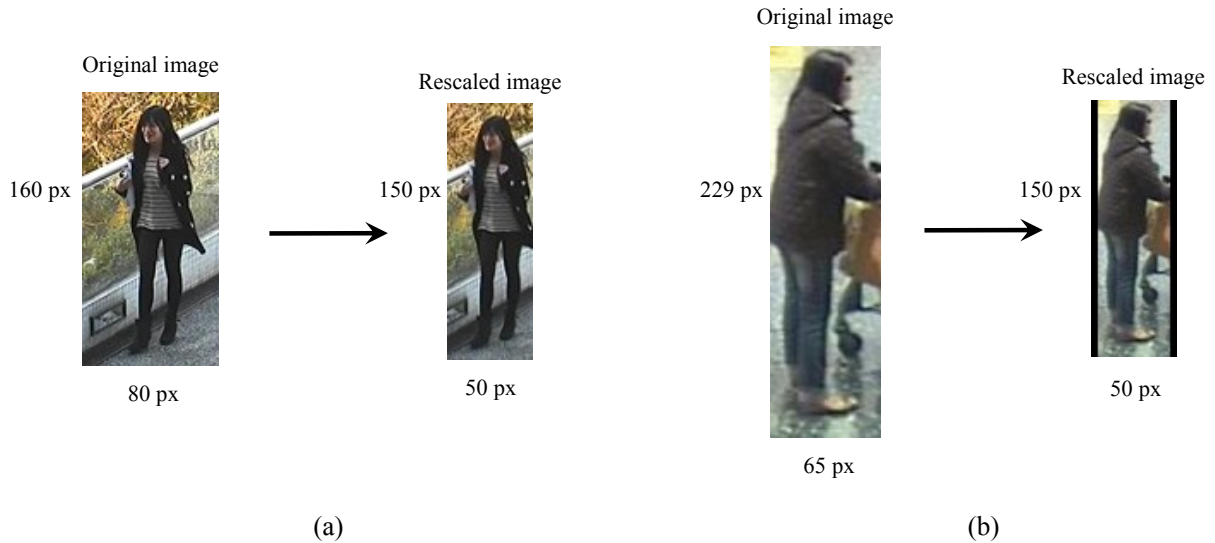 Original image
160 px
80 px
Rescaled image
150 px
50 px
(a)
Original image
229 px
65 px
Rescaled image
150 px
50 px
(b)